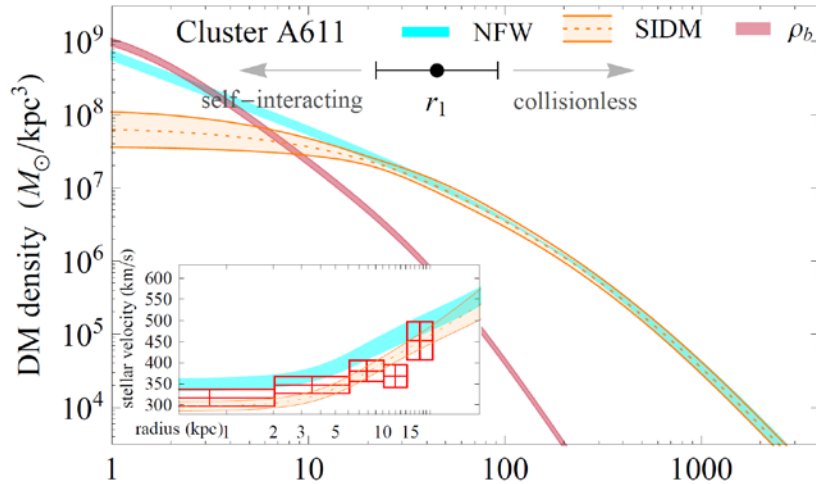 Cluster A611
NFW
SIDM
ρb
self-interacting
r1
collisionless
DM density (M⊙/kpc³)
10⁹
10⁸
10⁷
10⁶
10⁵
10⁴
stellar velocity (km/s)
600
550
500
450
400
350
300
radius (kpc)
1
2
3
5
10
15
1
10
100
1000